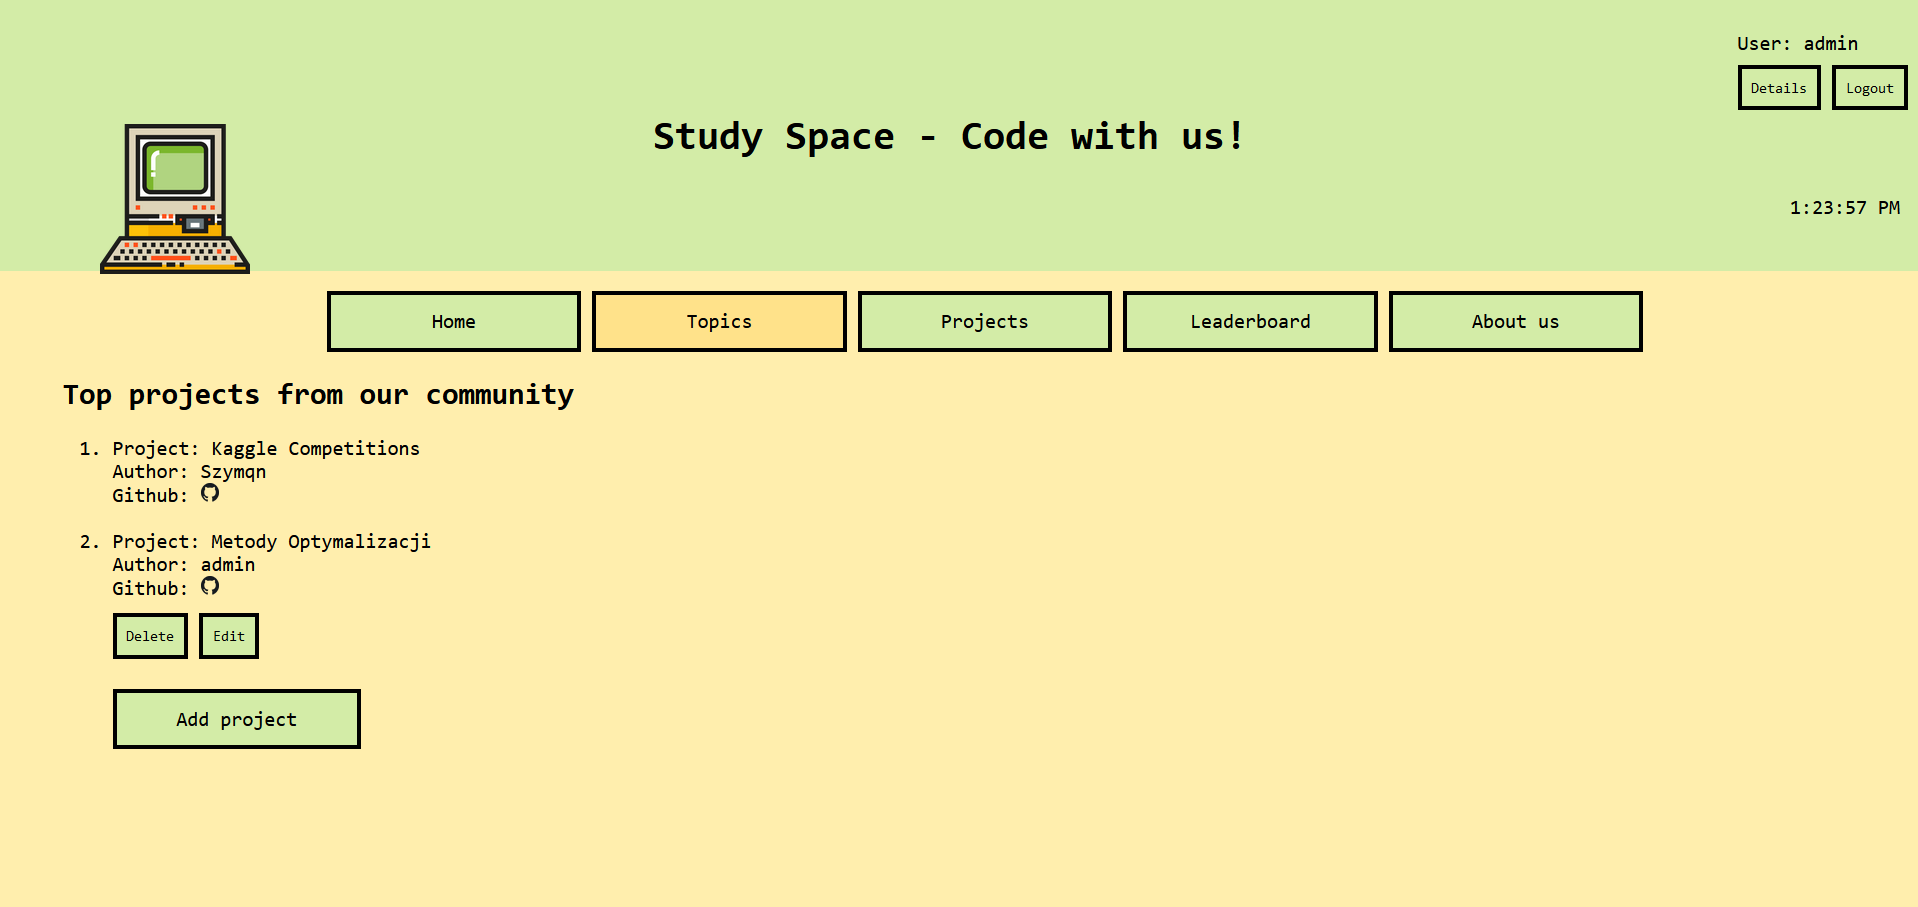 User: admin
Details Logout
Study Space - Code with us!
1:23:57 PM
Home Topics Projects Leaderboard About us
Top projects from our community
1. Project: Kaggle Competitions
Author: Szymqn
Github:
2. Project: Metody Optymalizacji
Author: admin
Github:
Delete Edit
Add project